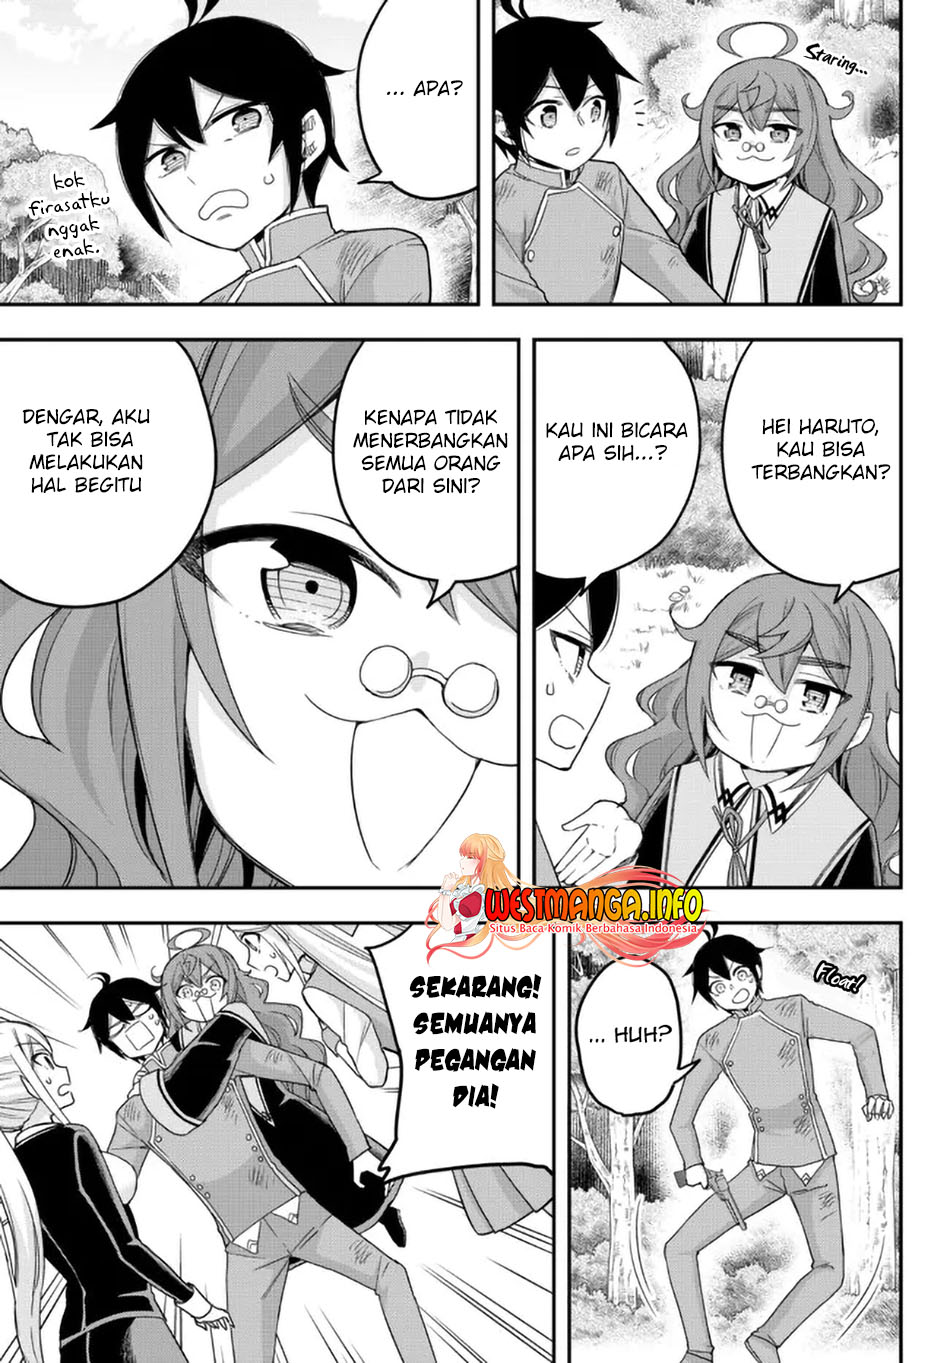 Staring...
... APA?
kok
firasatku
nggak
enak.
HEI HARUTO,
KAU BISA
TERBANGKAN?
KAU INI BICARA
APA SIH...?
KENAPA TIDAK
MENERBANGKAN
SEMUA ORANG
DARI SINI?
DENGAR, AKU
TAK BISA
MELAKUKAN
HAL BEGITU
WESTMANGA.INFO
Situs Baca Komik Berbahasa Indonesia
Float!
... HUH?
SEKARANG!
SEMUANYA
PEGANGAN
DIA!